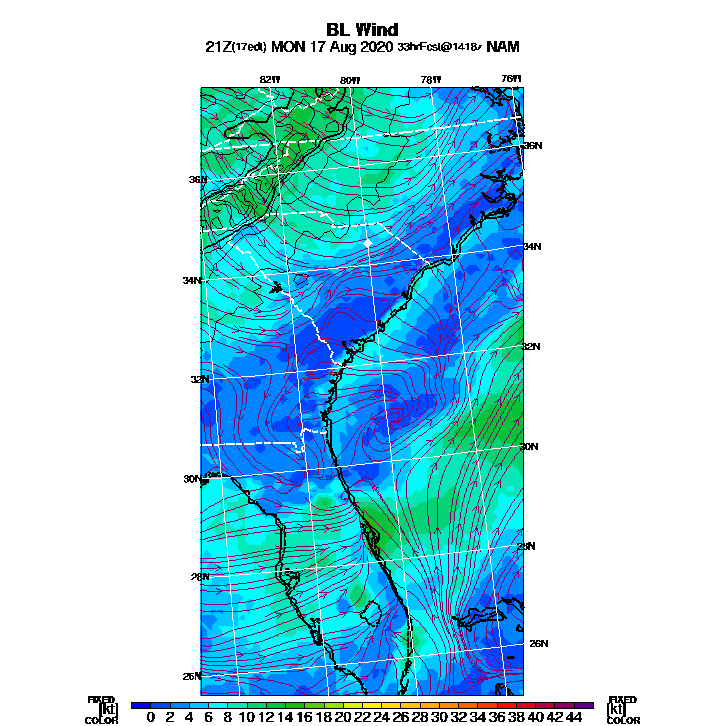 BL Wind
21Z(17edt) MON 17 Aug 2020 33hrFcst@1418z NAM
82W 80W 78W 76W
36N
36N
34N
34N
32N
32N
30N
30N
28N
28N
26N
26N
FIXED FIXED
[kt] 0 2 4 6 8 10 12 14 16 18 20 22 24 26 28 30 32 34 36 38 40 42 44 [kt]
COLOR COLOR